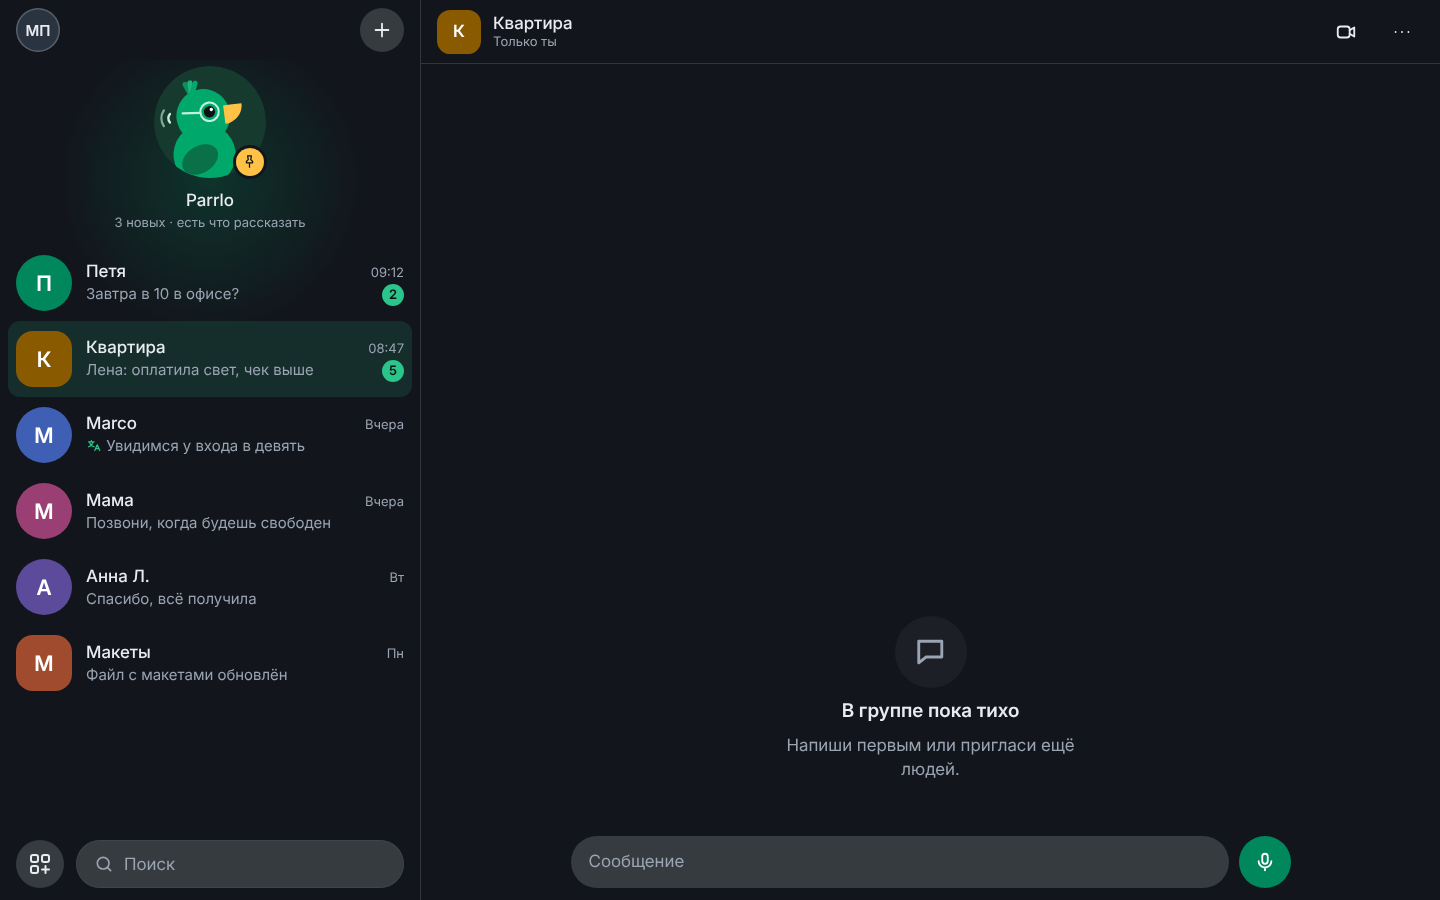 МП
Parrlo
3 новых · есть что рассказать
П
Петя
09:12
Завтра в 10 в офисе?
2
К
Квартира
08:47
Лена: оплатила свет, чек выше
5
M
Marco
Вчера
Увидимся у входа в девять
М
Мама
Вчера
Позвони, когда будешь свободен
А
Анна Л.
Вт
Спасибо, всё получила
М
Макеты
Пн
Файл с макетами обновлён
Поиск
К
Квартира
Только ты
В группе пока тихо
Напиши первым или пригласи ещё
людей.
Сообщение